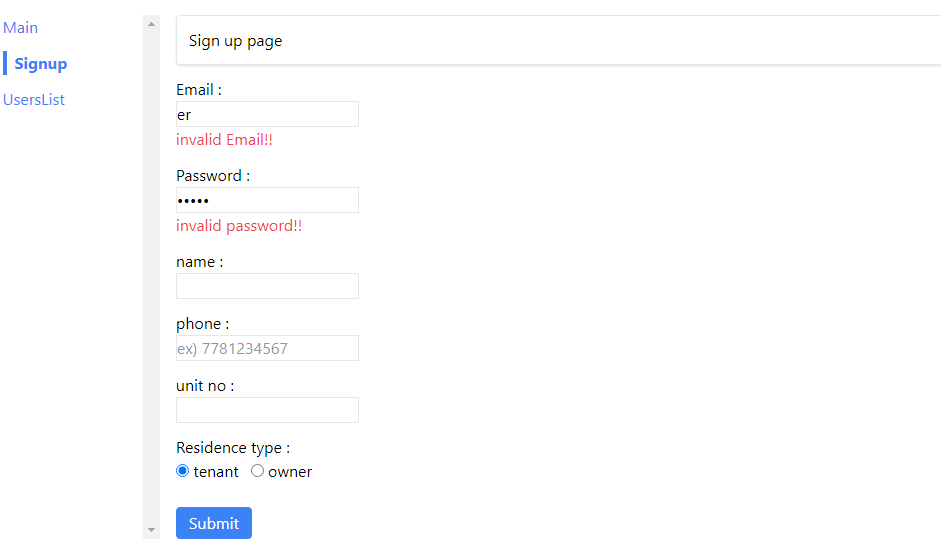 Main
Signup
UsersList
Sign up page
Email :
er
invalid Email!!
Password :
•••••
invalid password!!
name :
phone :
ex) 7781234567
unit no :
Residence type :
tenant owner
Submit